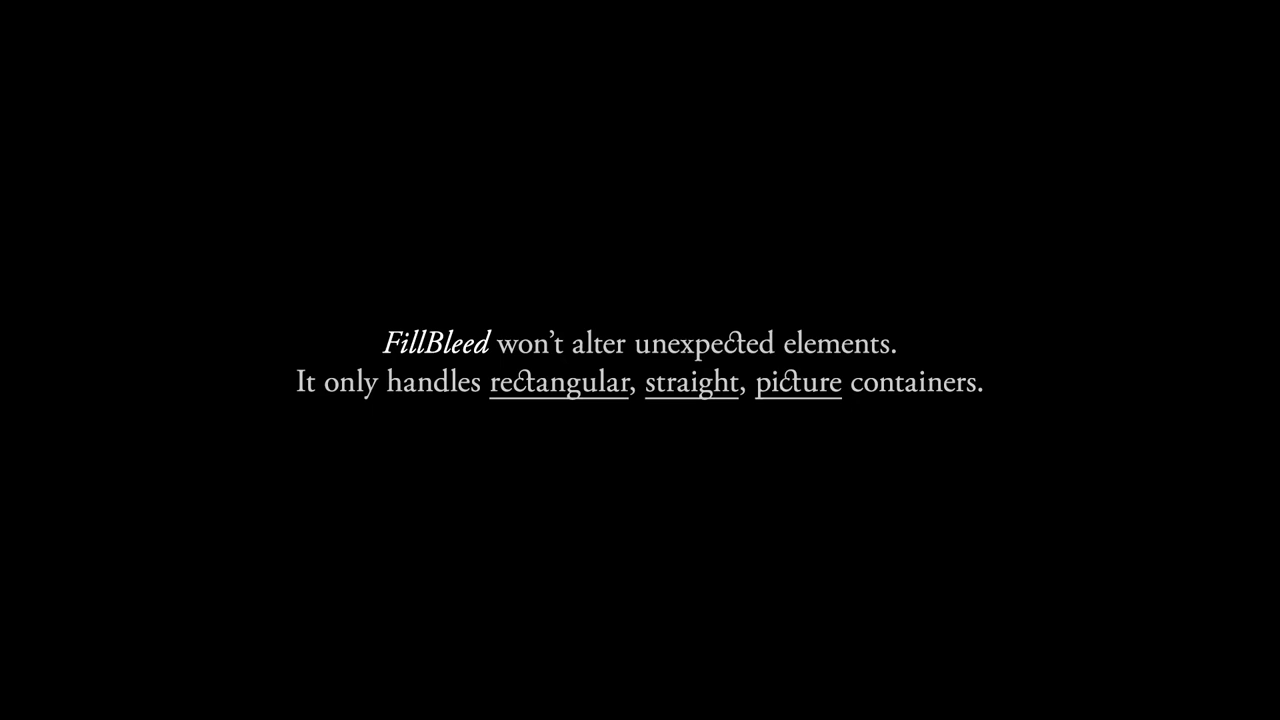 FillBleed won’t alter unexpected elements.
It only handles rectangular, straight, picture containers.